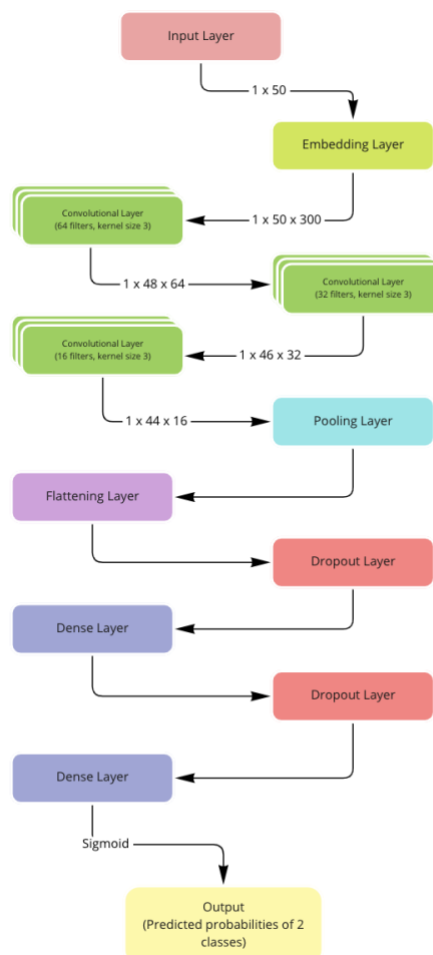 Input Layer
1 x 50
Embedding Layer
1 x 50 x 300
Convolutional Layer
(64 filters, kernel size 3)
1 x 48 x 64
Convolutional Layer
(32 filters, kernel size 3)
1 x 46 x 32
Convolutional Layer
(16 filters, kernel size 3)
1 x 44 x 16
Pooling Layer
Flattening Layer
Dropout Layer
Dense Layer
Dropout Layer
Dense Layer
Sigmoid
Output
(Predicted probabilities of 2
classes)